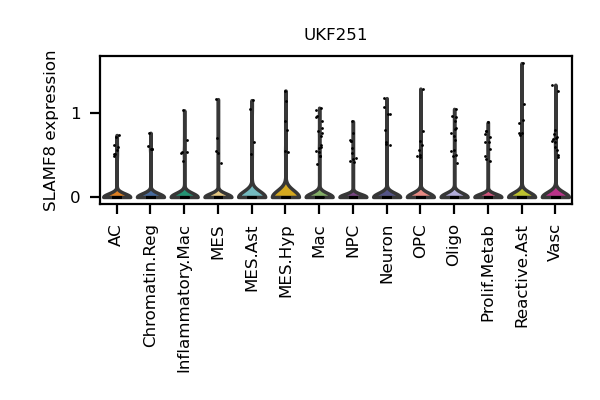 UKF251
SLAMF8 expression
1
0
AC
Chromatin.Reg
Inflammatory.Mac
MES
MES.Ast
MES.Hyp
Mac
NPC
Neuron
OPC
Oligo
Prolif.Metab
Reactive.Ast
Vasc